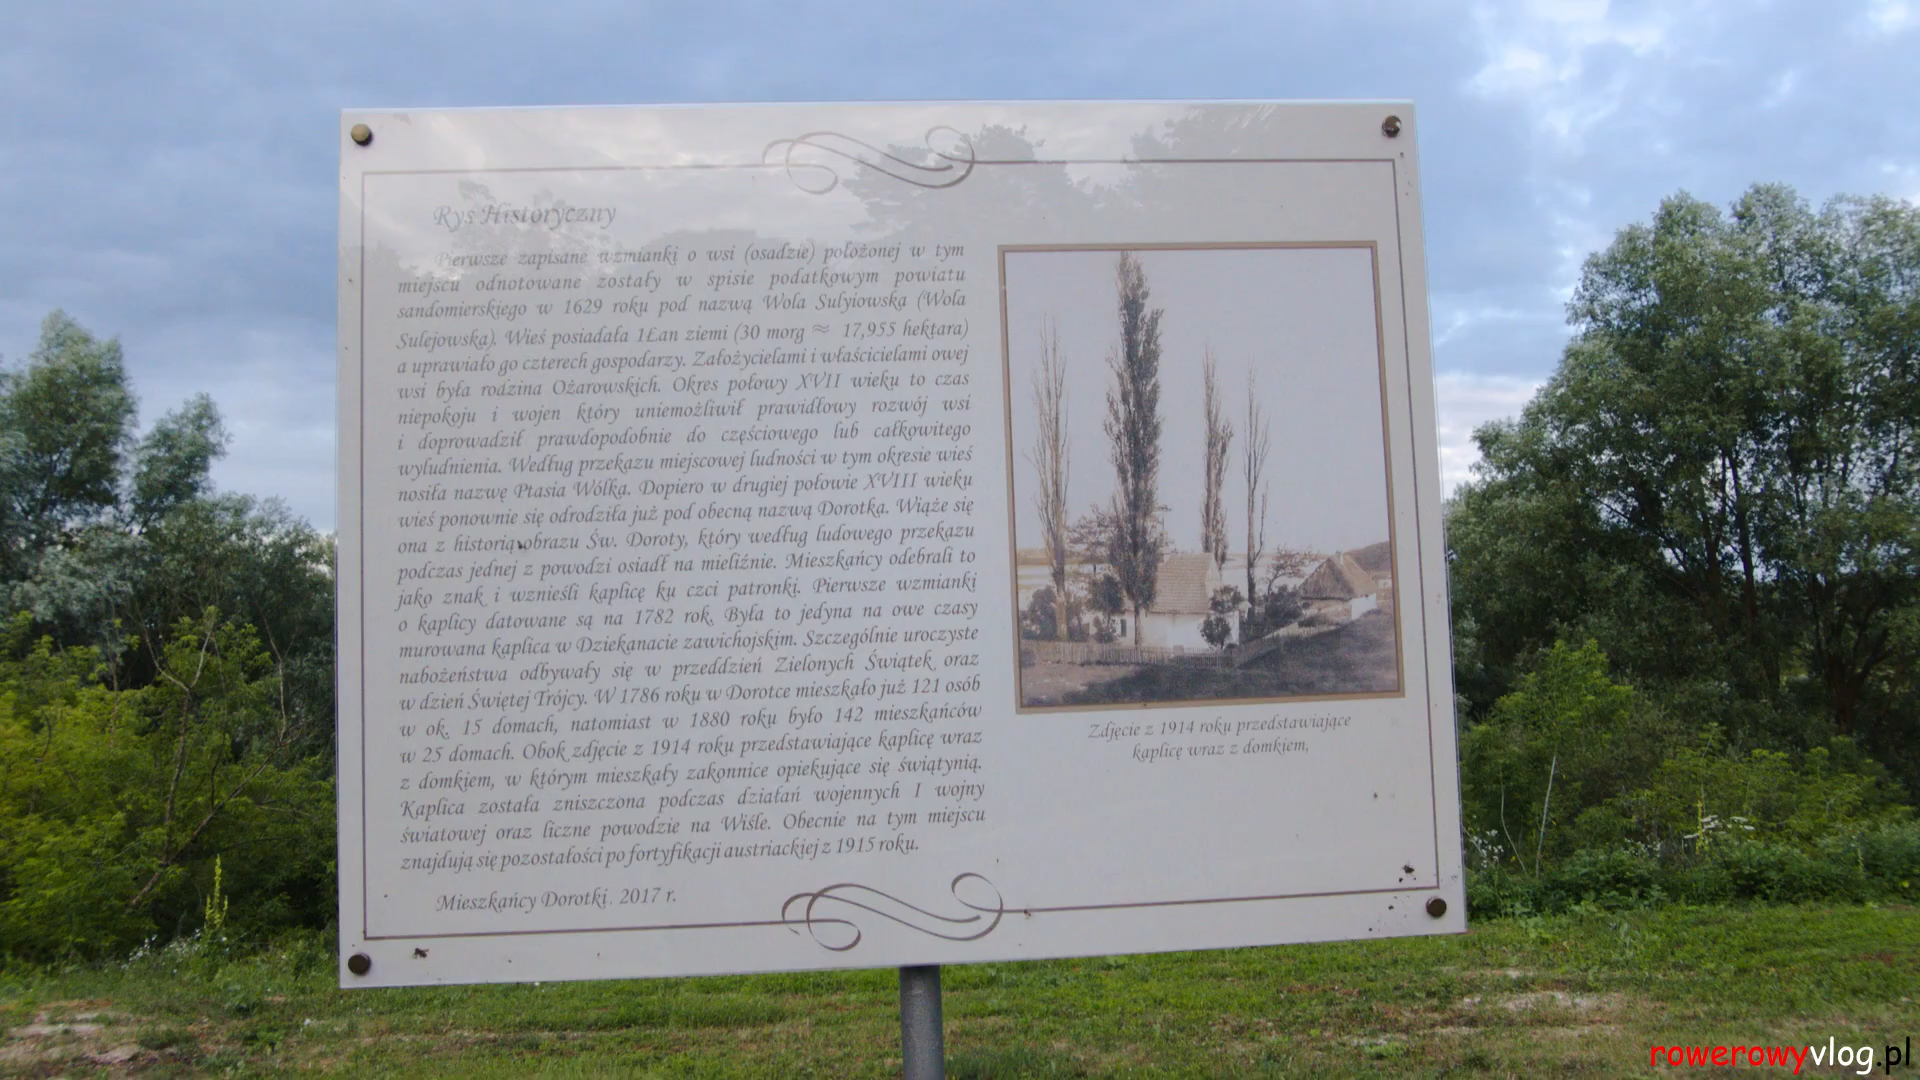 Rys Historyczny
Pierwsze zapisane wzmianki o wsi (osadzie) położonej w tym
miejscu odnotowane zostały w spisie podatkowym powiatu
sandomierskiego w 1629 roku pod nazwą Wola Sulyiowska (Wola
Sulejowska). Wieś posiadała 1Łan ziemi (30 morg ≈ 17,955 hektara)
a uprawiało go czterech gospodarzy. Założycielami i właścicielami owej
wsi była rodzina Ożarowskich. Okres połowy XVII wieku to czas
niepokoju i wojen który uniemożliwił prawidłowy rozwój wsi
i doprowadził prawdopodobnie do częściowego lub całkowitego
wyludnienia. Według przekazu miejscowej ludności w tym okresie wieś
nosiła nazwę Ptasia Wólka. Dopiero w drugiej połowie XVIII wieku
wieś ponownie się odrodziła już pod obecną nazwą Dorotka. Wiąże się
ona z historią obrazu Św. Doroty, który według ludowego przekazu
podczas jednej z powodzi osiadł na mieliźnie. Mieszkańcy odebrali to
jako znak i wznieśli kaplicę ku czci patronki. Pierwsze wzmianki
o kaplicy datowane są na 1782 rok. Była to jedyna na owe czasy
murowana kaplica w Dziekanacie zawichojskim. Szczególnie uroczyste
nabożeństwa odbywały się w przeddzień Zielonych Świątek oraz
w dzień Świętej Trójcy. W 1786 roku w Dorotce mieszkało już 121 osób
w ok. 15 domach, natomiast w 1880 roku było 142 mieszkańców
w 25 domach. Obok zdjęcie z 1914 roku przedstawiające kaplicę wraz
z domkiem, w którym mieszkały zakonnice opiekujące się świątynią.
Kaplica została zniszczona podczas działań wojennych I wojny
światowej oraz liczne powodzie na Wiśle. Obecnie na tym miejscu
znajdują się pozostałości po fortyfikacji austriackiej z 1915 roku.
Mieszkańcy Dorotki. 2017 r.
Zdjęcie z 1914 roku przedstawiające
kaplicę wraz z domkiem,
rowerowyvlog.pl